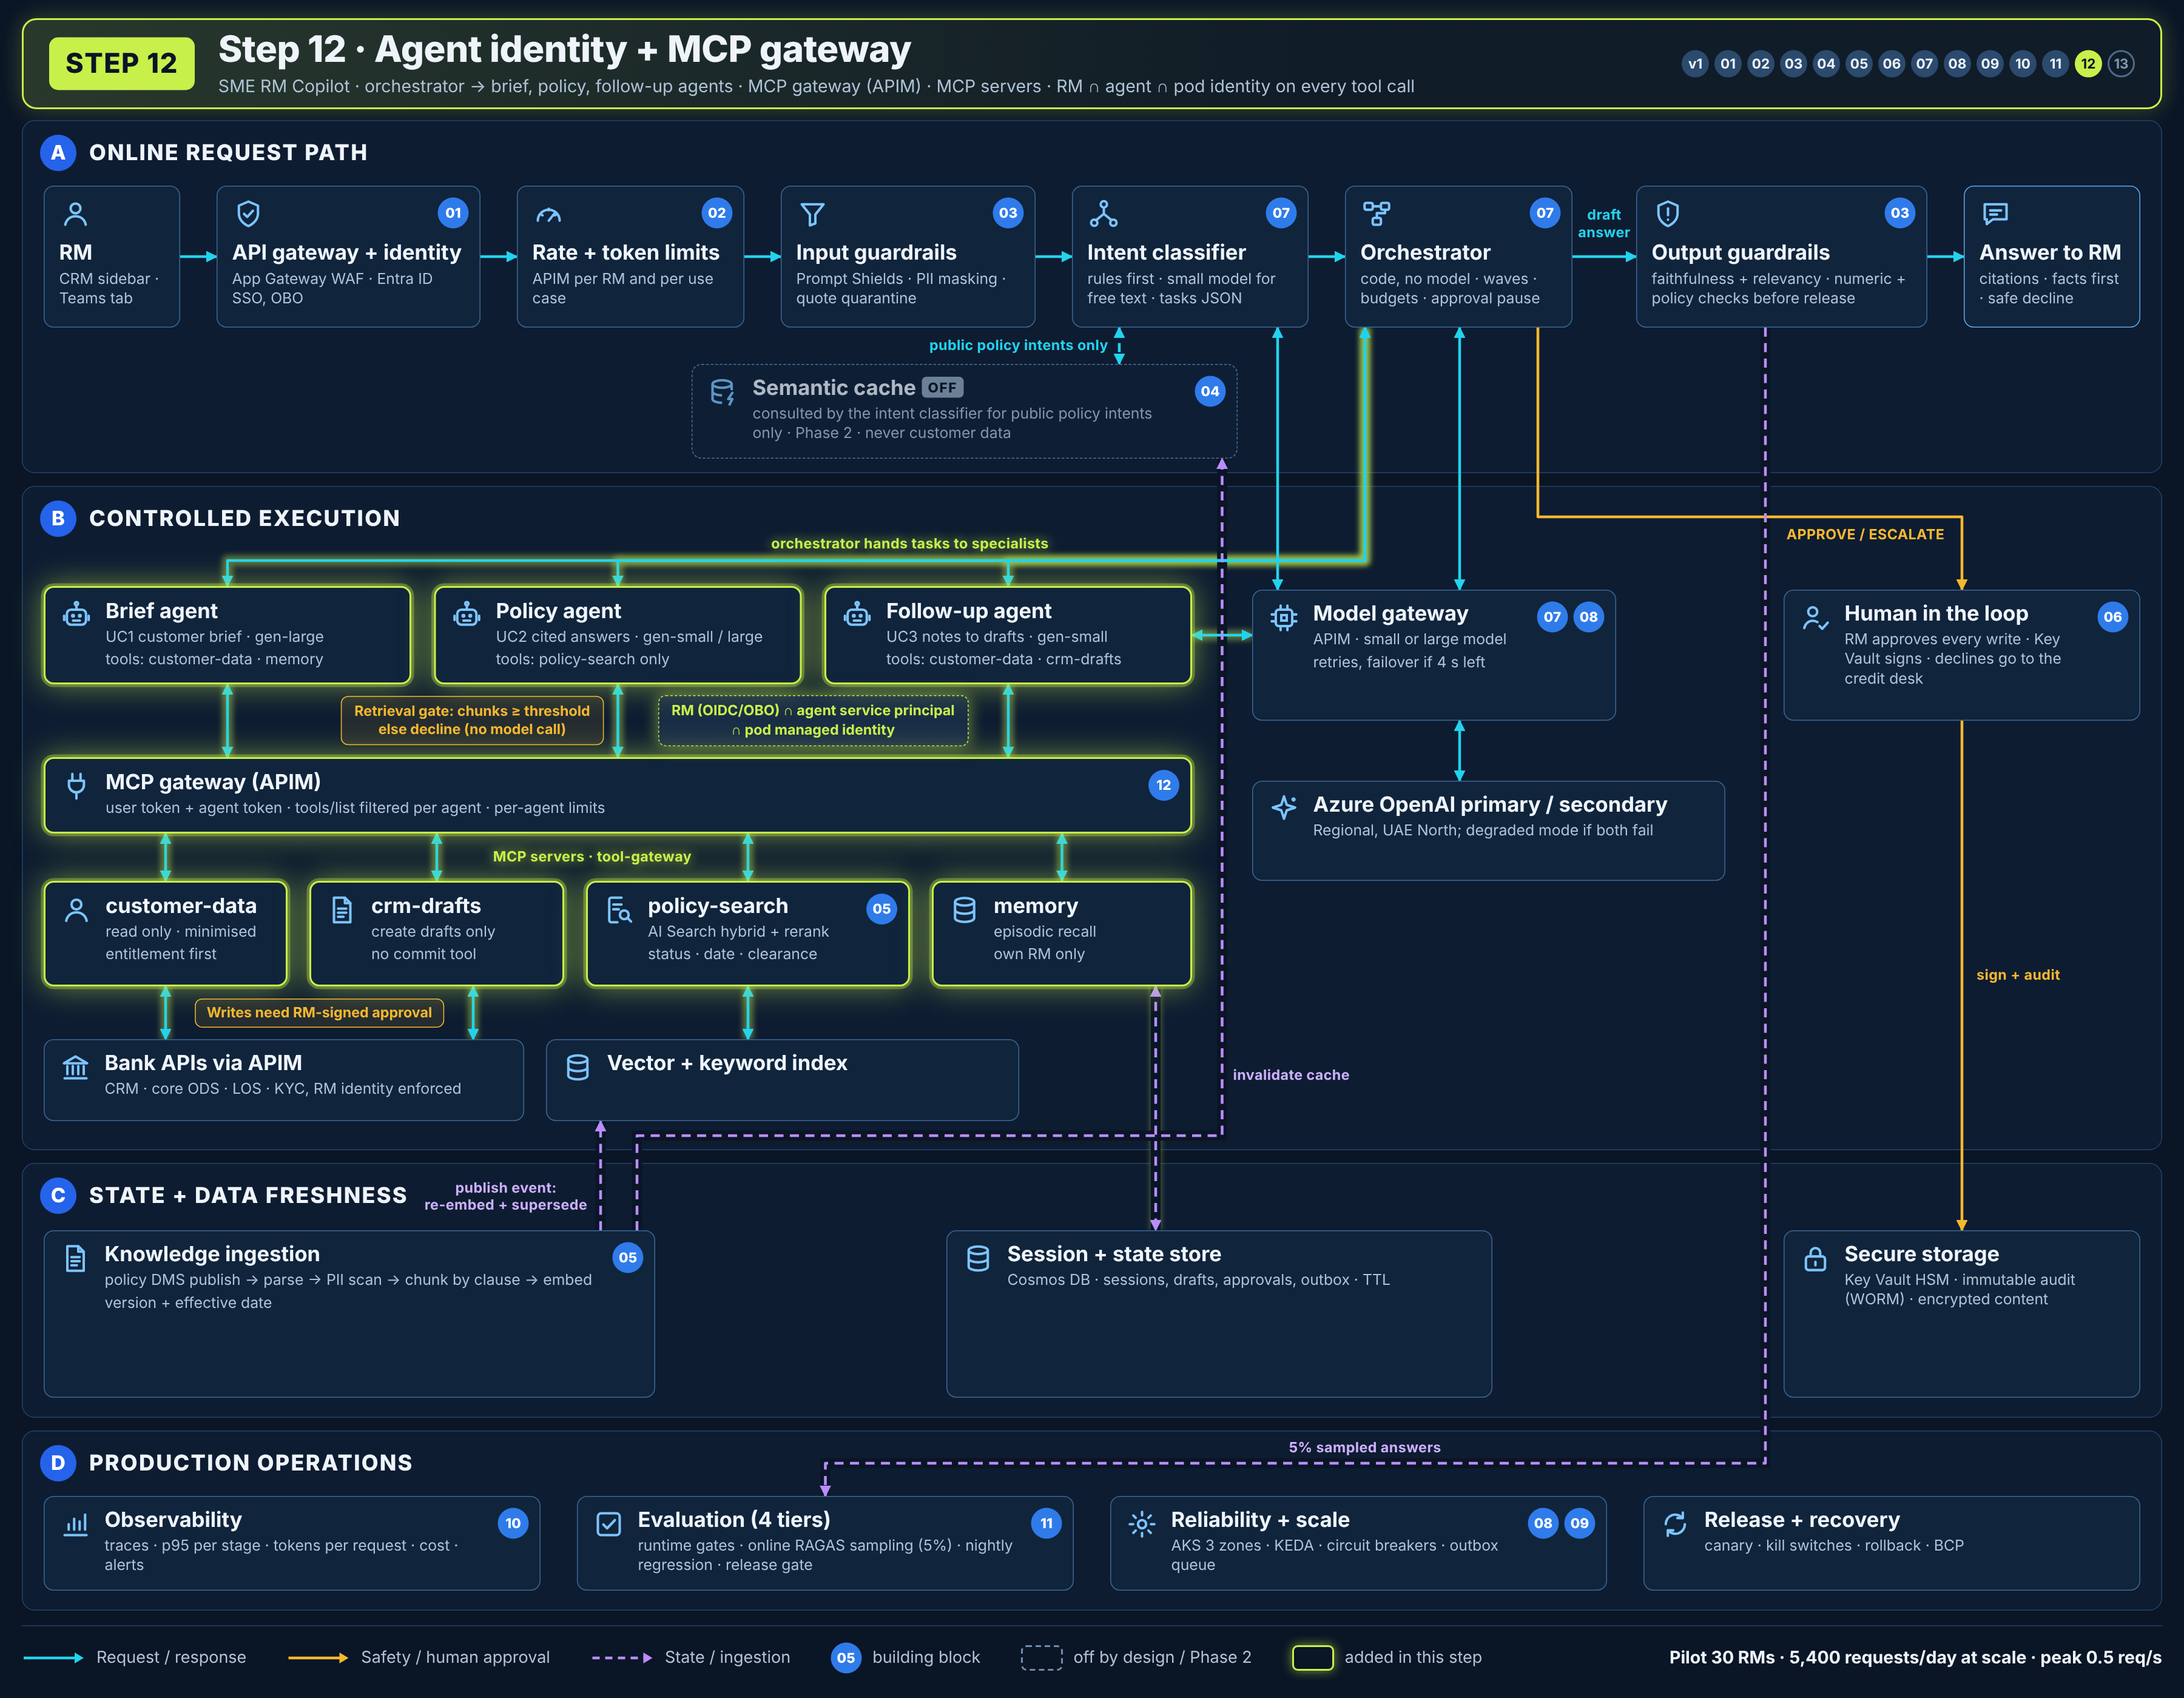 STEP 12
Step 12 · Agent identity + MCP gateway
SME RM Copilot · orchestrator → brief, policy, follow-up agents · MCP gateway (APIM) · MCP servers · RM ∩ agent ∩ pod identity on every tool call
v1 01 02 03 04 05 06 07 08 09 10 11 12 13
A ONLINE REQUEST PATH
RM
CRM sidebar ·
Teams tab
01
API gateway + identity
App Gateway WAF · Entra ID
SSO, OBO
02
Rate + token limits
APIM per RM and per use
case
03
Input guardrails
Prompt Shields · PII masking ·
quote quarantine
07
Intent classifier
rules first · small model for
free text · tasks JSON
07
Orchestrator
code, no model · waves ·
budgets · approval pause
draft
answer
03
Output guardrails
faithfulness + relevancy · numeric +
policy checks before release
Answer to RM
citations · facts first
· safe decline
public policy intents only
Semantic cache OFF
04
consulted by the intent classifier for public policy intents
only · Phase 2 · never customer data
B CONTROLLED EXECUTION
orchestrator hands tasks to specialists
APPROVE / ESCALATE
Brief agent
UC1 customer brief · gen-large
tools: customer-data · memory
Policy agent
UC2 cited answers · gen-small / large
tools: policy-search only
Follow-up agent
UC3 notes to drafts · gen-small
tools: customer-data · crm-drafts
Model gateway
07 08
APIM · small or large model
retries, failover if 4 s left
Human in the loop
06
RM approves every write · Key
Vault signs · declines go to the
credit desk
Retrieval gate: chunks ≥ threshold
else decline (no model call)
RM (OIDC/OBO) ∩ agent service principal
∩ pod managed identity
MCP gateway (APIM)
12
user token + agent token · tools/list filtered per agent · per-agent limits
Azure OpenAI primary / secondary
Regional, UAE North; degraded mode if both fail
MCP servers · tool-gateway
customer-data
read only · minimised
entitlement first
crm-drafts
create drafts only
no commit tool
policy-search
05
AI Search hybrid + rerank
status · date · clearance
memory
episodic recall
own RM only
sign + audit
Writes need RM-signed approval
Bank APIs via APIM
CRM · core ODS · LOS · KYC, RM identity enforced
Vector + keyword index
invalidate cache
C STATE + DATA FRESHNESS
publish event:
re-embed + supersede
Knowledge ingestion
05
policy DMS publish → parse → PII scan → chunk by clause → embed
version + effective date
Session + state store
Cosmos DB · sessions, drafts, approvals, outbox · TTL
Secure storage
Key Vault HSM · immutable audit
(WORM) · encrypted content
D PRODUCTION OPERATIONS
5% sampled answers
Observability
10
traces · p95 per stage · tokens per request · cost ·
alerts
Evaluation (4 tiers)
11
runtime gates · online RAGAS sampling (5%) · nightly
regression · release gate
Reliability + scale
08 09
AKS 3 zones · KEDA · circuit breakers · outbox
queue
Release + recovery
canary · kill switches · rollback · BCP
Request / response
Safety / human approval
State / ingestion
05 building block
off by design / Phase 2
added in this step
Pilot 30 RMs · 5,400 requests/day at scale · peak 0.5 req/s